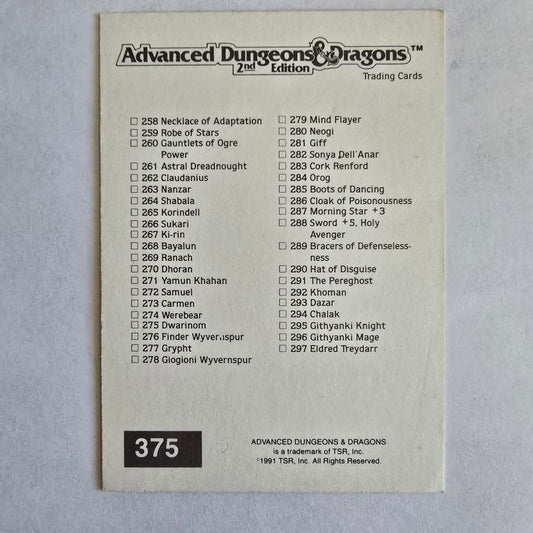 Advanced Dungeons & Dragons™
2nd Edition
Trading Cards
258 Necklace of Adaptation
259 Robe of Stars
260 Gauntlets of Ogre
Power
261 Astral Dreadnought
262 Claudanius
263 Nanzar
264 Shabala
265 Korindell
266 Sukari
267 Ki-rin
268 Bayalun
269 Ranach
270 Dhoran
271 Yamun Khahan
272 Samuel
273 Carmen
274 Werebear
275 Dwarinom
276 Finder Wyvernspur
277 Grypht
278 Giogioni Wyvernspur
279 Mind Flayer
280 Neogi
281 Giff
282 Sonya Dell'Anar
283 Cork Renford
284 Orog
285 Boots of Dancing
286 Cloak of Poisonousness
287 Morning Star +3
288 Sword +5, Holy
Avenger
289 Bracers of Defenseless-
ness
290 Hat of Disguise
291 The Pereghost
292 Khoman
293 Dazar
294 Chalak
295 Githyanki Knight
296 Githyanki Mage
297 Eldred Treydarr
375
ADVANCED DUNGEONS & DRAGONS
is a trademark of TSR, Inc.
©1991 TSR, Inc. All Rights Reserved.